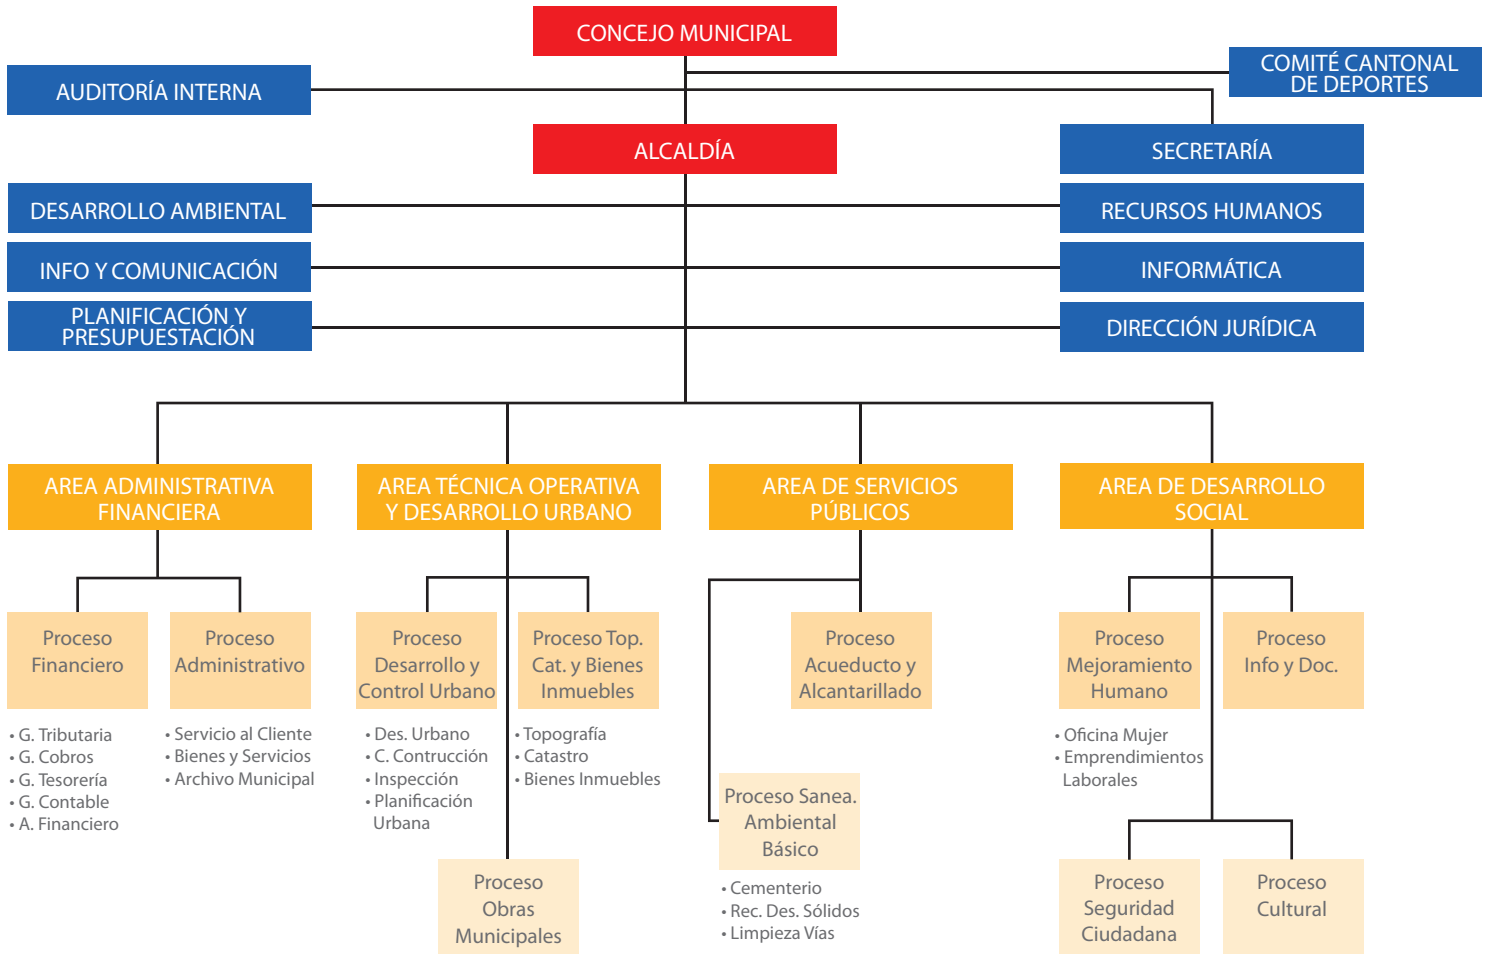 CONCEJO MUNICIPAL
COMITÉ CANTONAL
DE DEPORTES
AUDITORÍA INTERNA
ALCALDÍA
SECRETARÍA
DESARROLLO AMBIENTAL
RECURSOS HUMANOS
INFO Y COMUNICACIÓN
INFORMÁTICA
PLANIFICACIÓN Y
PRESUPUESTACIÓN
DIRECCIÓN JURÍDICA
AREA ADMINISTRATIVA
FINANCIERA
AREA TÉCNICA OPERATIVA
Y DESARROLLO URBANO
AREA DE SERVICIOS
PÚBLICOS
AREA DE DESARROLLO
SOCIAL
Proceso
Financiero
• G. Tributaria
• G. Cobros
• G. Tesorería
• G. Contable
• A. Financiero
Proceso
Administrativo
• Servicio al Cliente
• Bienes y Servicios
• Archivo Municipal
Proceso
Desarrollo y
Control Urbano
• Des. Urbano
• C. Contrucción
• Inspección
• Planificación
Urbana
Proceso Top.
Cat. y Bienes
Inmuebles
• Topografía
• Catastro
• Bienes Inmuebles
Proceso
Obras
Municipales
Proceso
Acueducto y
Alcantarillado
Proceso Sanea.
Ambiental
Básico
• Cementerio
• Rec. Des. Sólidos
• Limpieza Vías
Proceso
Mejoramiento
Humano
• Oficina Mujer
• Emprendimientos
Laborales
Proceso
Info y Doc.
Proceso
Seguridad
Ciudadana
Proceso
Cultural